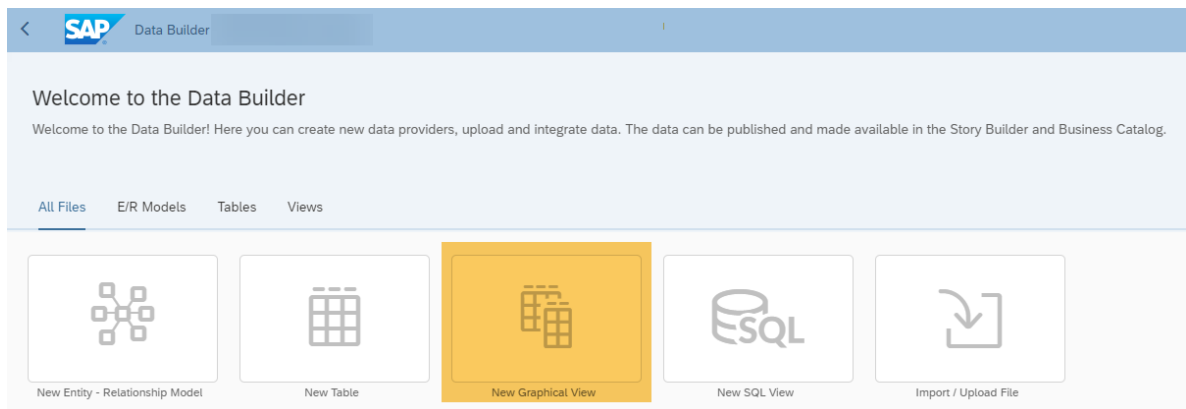 SAP Data Builder
Welcome to the Data Builder
Welcome to the Data Builder! Here you can create new data providers, upload and integrate data. The data can be published and made available in the Story Builder and Business Catalog.
All Files E/R Models Tables Views
SQL
New Entity - Relationship Model New Table New Graphical View New SQL View Import / Upload File